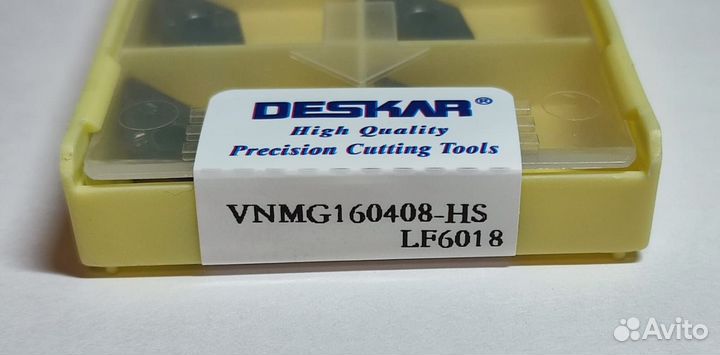 DESKAR®
High Quality
Precision Cutting Tools
VNMG160408-HS
LF6018
Avito